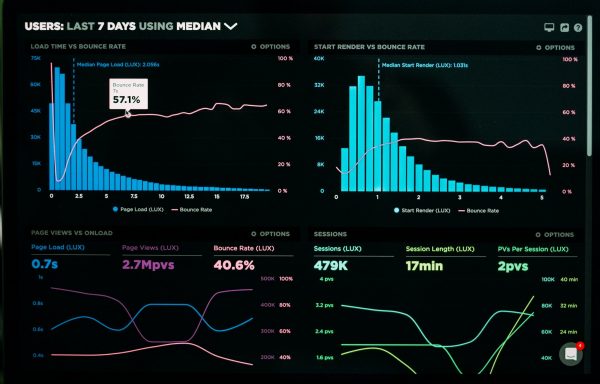 USERS: LAST 7 DAYS USING MEDIAN
LOAD TIME VS BOUNCE RATE
OPTIONS
75K
60K
45K
30K
15K
0
Median Page Load (LUX): 2.056s
Bounce Rate
7s
57.1%
100 %
80 %
60 %
40 %
20 %
0 %
0
2.5
5
7.5
10
12.5
15
17.5
Page Load (LUX)
Bounce Rate
START RENDER VS BOUNCE RATE
OPTIONS
40K
32K
24K
16K
8K
0
Median Start Render (LUX): 1.031s
100 %
80 %
60 %
40 %
20 %
0 %
0
1
2
3
4
5
Start Render (LUX)
Bounce Rate
PAGE VIEWS VS ONLOAD
OPTIONS
Page Load (LUX)
0.7s
Page Views (LUX)
2.7Mpvs
Bounce Rate (LUX)
40.6%
1s
0.8s
0.6s
0.4s
500K
400K
300K
200K
100%
80%
60%
40%
SESSIONS
OPTIONS
Sessions (LUX)
479K
Session Length (LUX)
17min
PVs Per Session (LUX)
2pvs
4 pvs
3.2 pvs
2.4 pvs
1.6 pvs
100K
80K
60K
40K
40 min
32 min
24 min
4